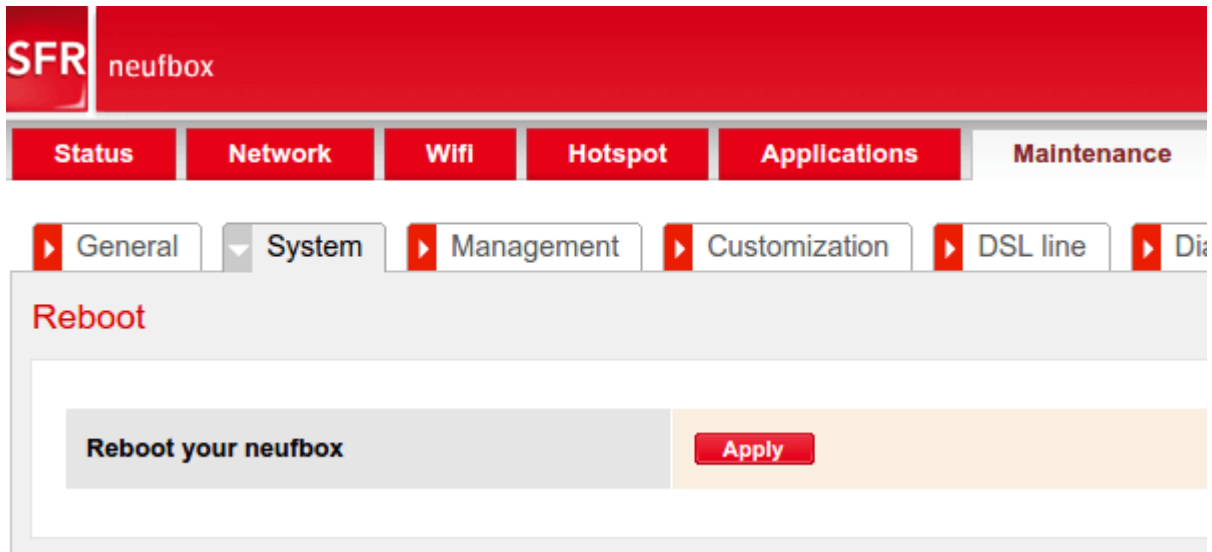 SFR neufbox
Status Network Wifi Hotspot Applications Maintenance
General System Management Customization DSL line
Reboot
Reboot your neufbox Apply